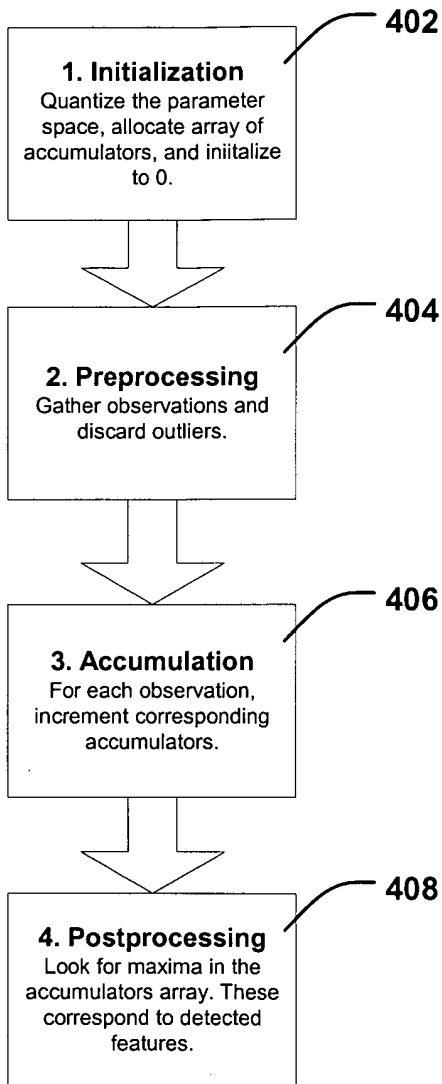 402
1. Initialization
Quantize the parameter
space, allocate array of
accumulators, and iniitalize
to 0.
404
2. Preprocessing
Gather observations and
discard outliers.
406
3. Accumulation
For each observation,
increment corresponding
accumulators.
408
4. Postprocessing
Look for maxima in the
accumulators array. These
correspond to detected
features.